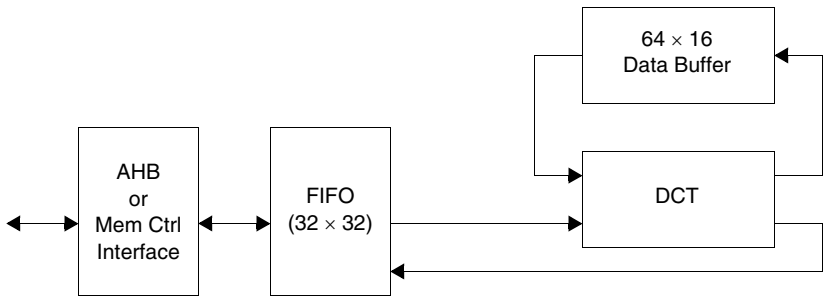 64 × 16
Data Buffer
AHB
or
Mem Ctrl
Interface
FIFO
(32 × 32)
DCT